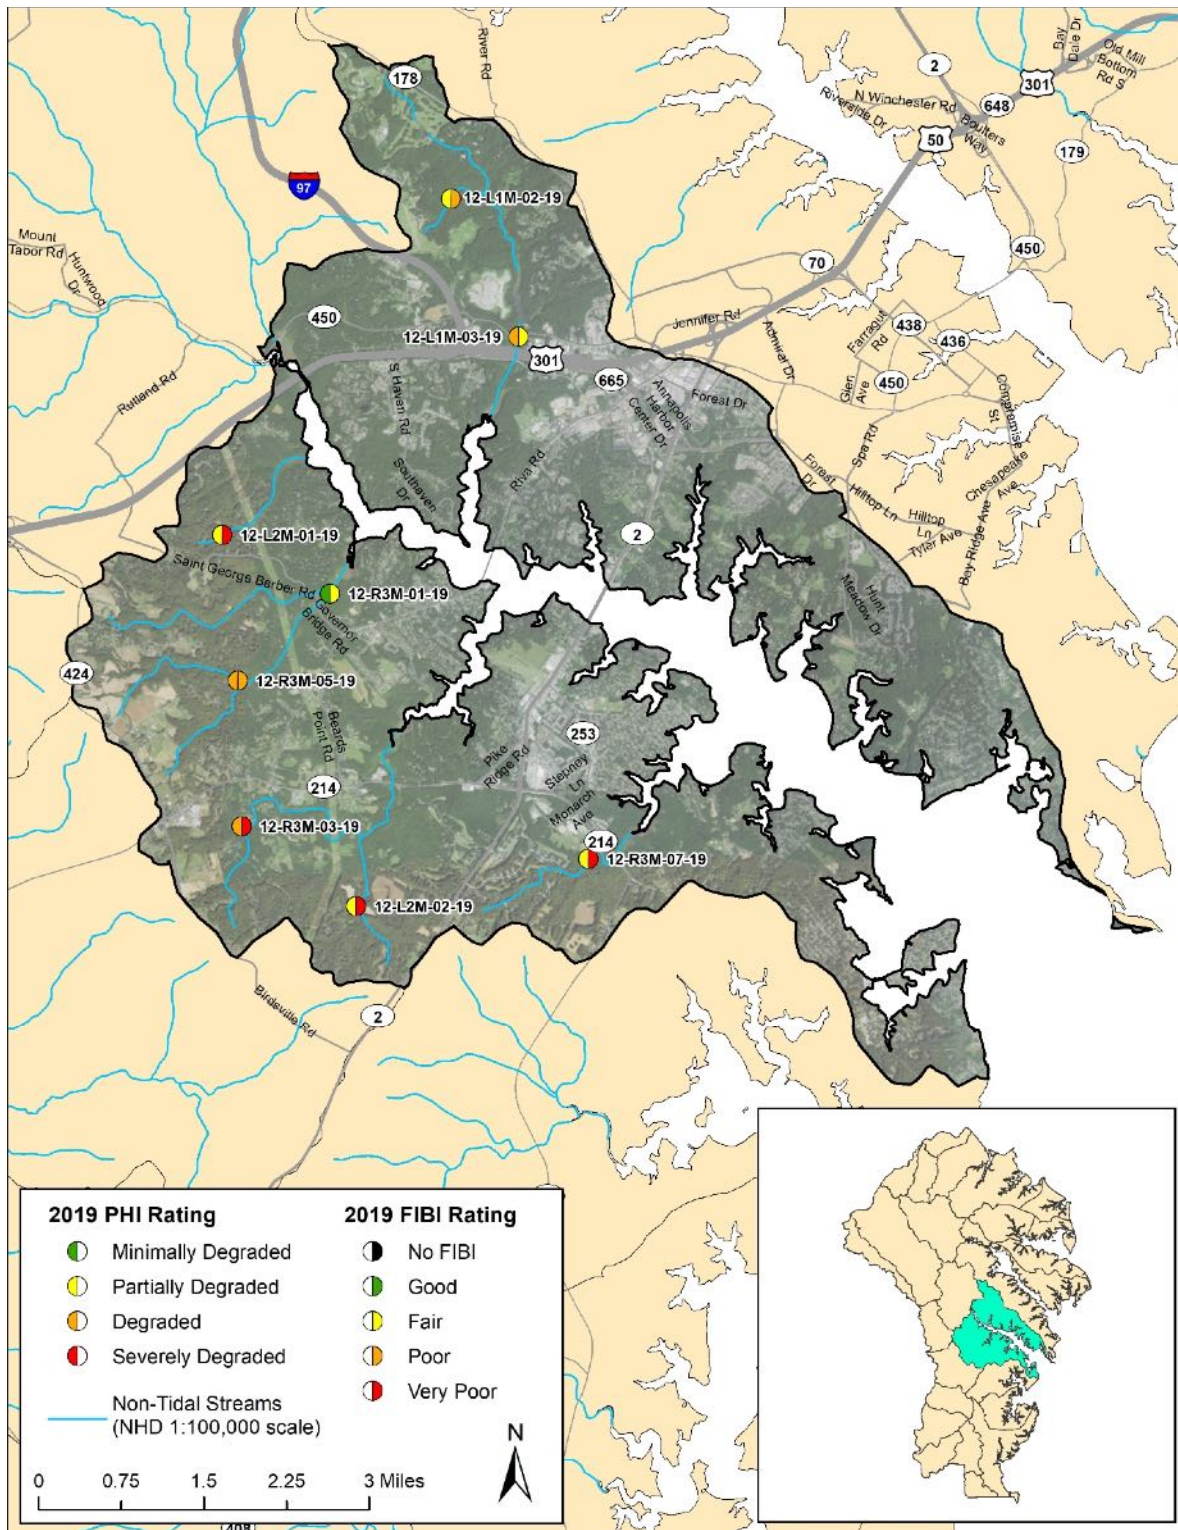 178
River Rd
2
Bay
Dale Dr
Old Mill
Bottom
Rd S
301
N Winchester Rd
648
Riverside Dr
Boulters
Way
50
179
97
12-L1M-02-19
Mount
Tabor Rd
Huntwood
Dr
450
70
450
Jennifer Rd
Farragut
Rd
438
436
12-L1M-03-19
301
Admiral Dr
665
Glen
Ave
450
Rutland Rd
S Haven Rd
Annapolis
Harbor
Center Dr
Forest Dr
Compromise
St
Spa Rd
Riva Rd
Southaven
Dr
Forest
Dr
Chesapeake
Ave
Hilltop Ln
Hilltop
Ln
Tyler Ave
Bay Ridge Ave
12-L2M-01-19
2
Saint George Barber Rd
12-R3M-01-19
Governor
Bridge Rd
Hunt
Meadow Dr
424
12-R3M-05-19
Beards
Point Rd
253
Pike
Ridge Rd
Stepney
Ln
214
Monarch
Ave
12-R3M-03-19
214
12-R3M-07-19
12-L2M-02-19
Birdsville Rd
2
2019 PHI Rating
Minimally Degraded
Partially Degraded
Degraded
Severely Degraded
Non-Tidal Streams
(NHD 1:100,000 scale)
2019 FIBI Rating
No FIBI
Good
Fair
Poor
Very Poor
N
0 0.75 1.5 2.25 3 Miles